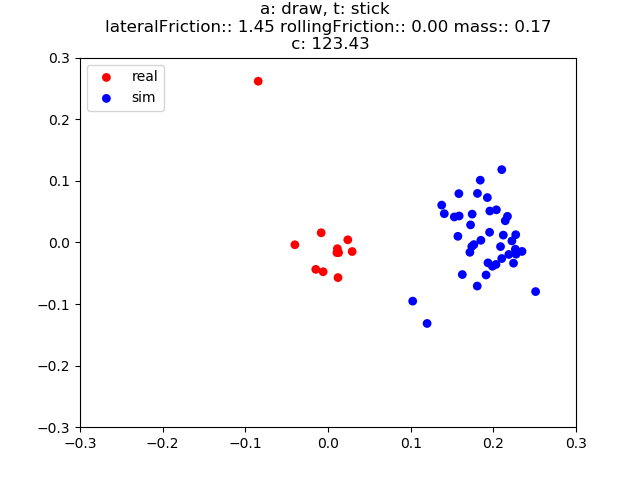 a: draw, t: stick
lateralFriction:: 1.45 rollingFriction:: 0.00 mass:: 0.17
c: 123.43
real
sim
0.3
0.2
0.1
0.0
−0.1
−0.2
−0.3
−0.3
−0.2
−0.1
0.0
0.1
0.2
0.3